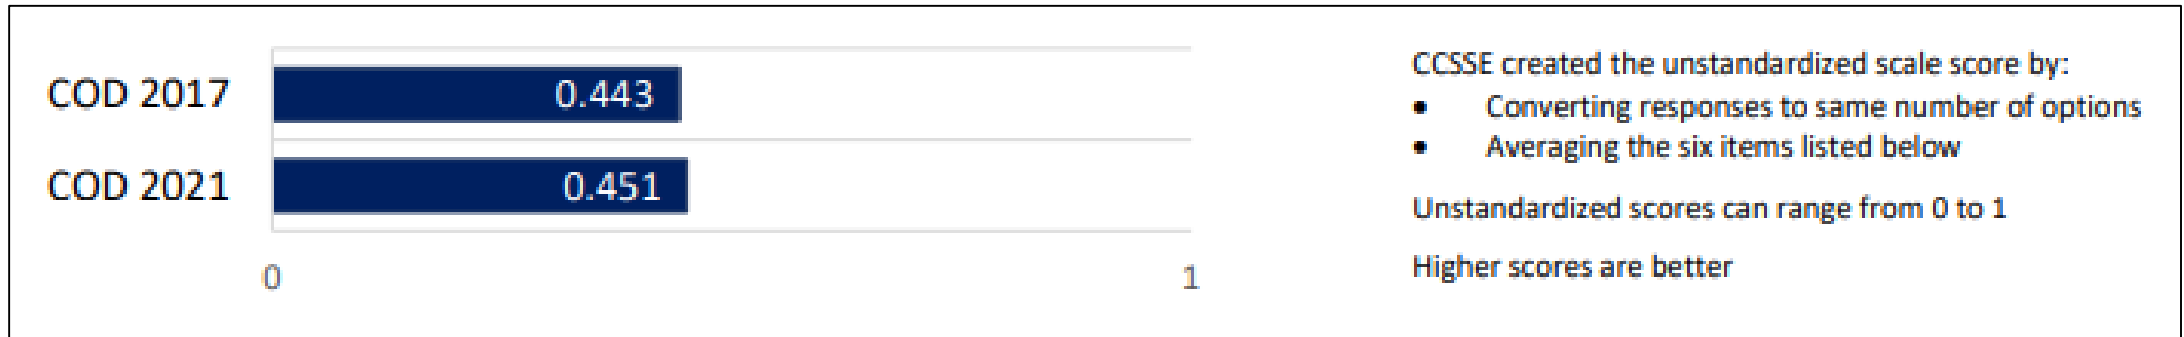 COD 2017
0.443
COD 2021
0.451
0
1
CCSSE created the unstandardized scale score by:
• Converting responses to same number of options
• Averaging the six items listed below
Unstandardized scores can range from 0 to 1
Higher scores are better